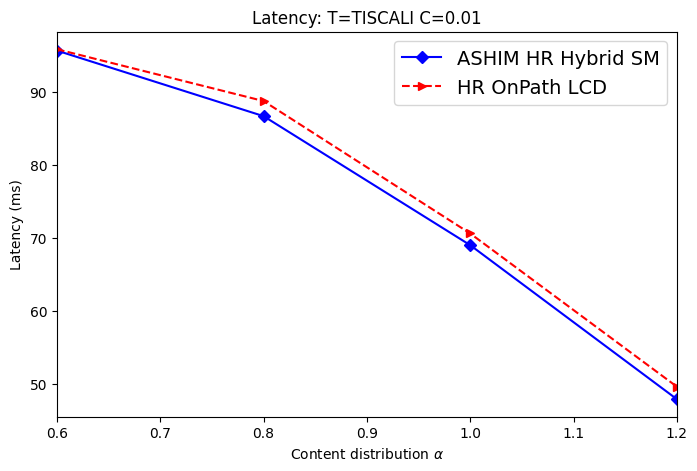 Latency: T=TISCALI C=0.01
ASHIM HR Hybrid SM
HR OnPath LCD
Latency (ms)
90
80
70
60
50
0.6 0.7 0.8 0.9 1.0 1.1 1.2
Content distribution α